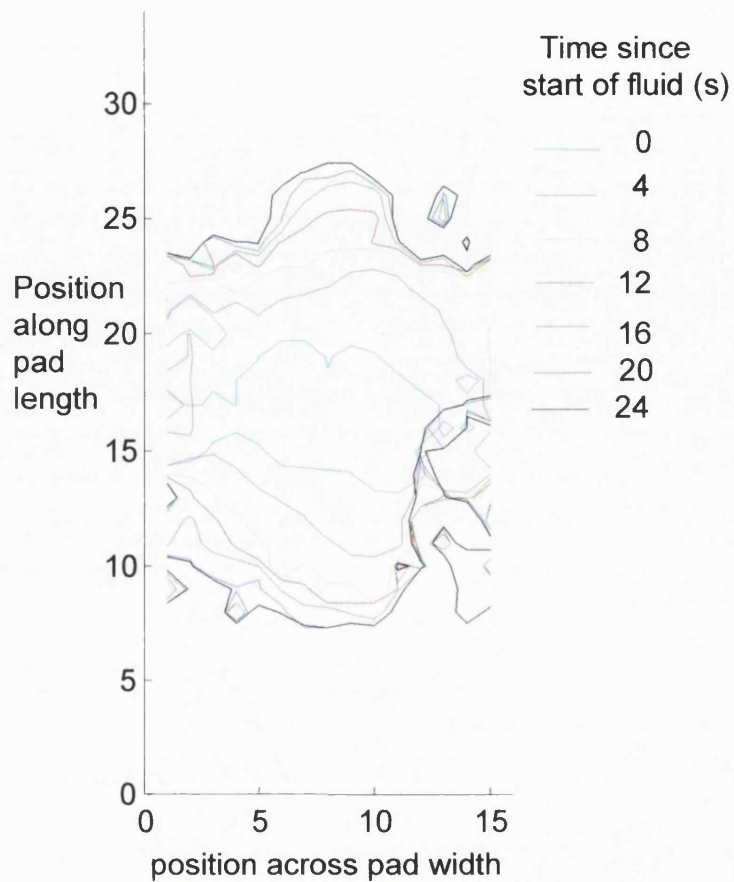 Time since
start of fluid (s)
0
4
8
12
16
20
24
30
25
20
15
10
5
0
Position
along
pad
length
0
5
10
15
position across pad width